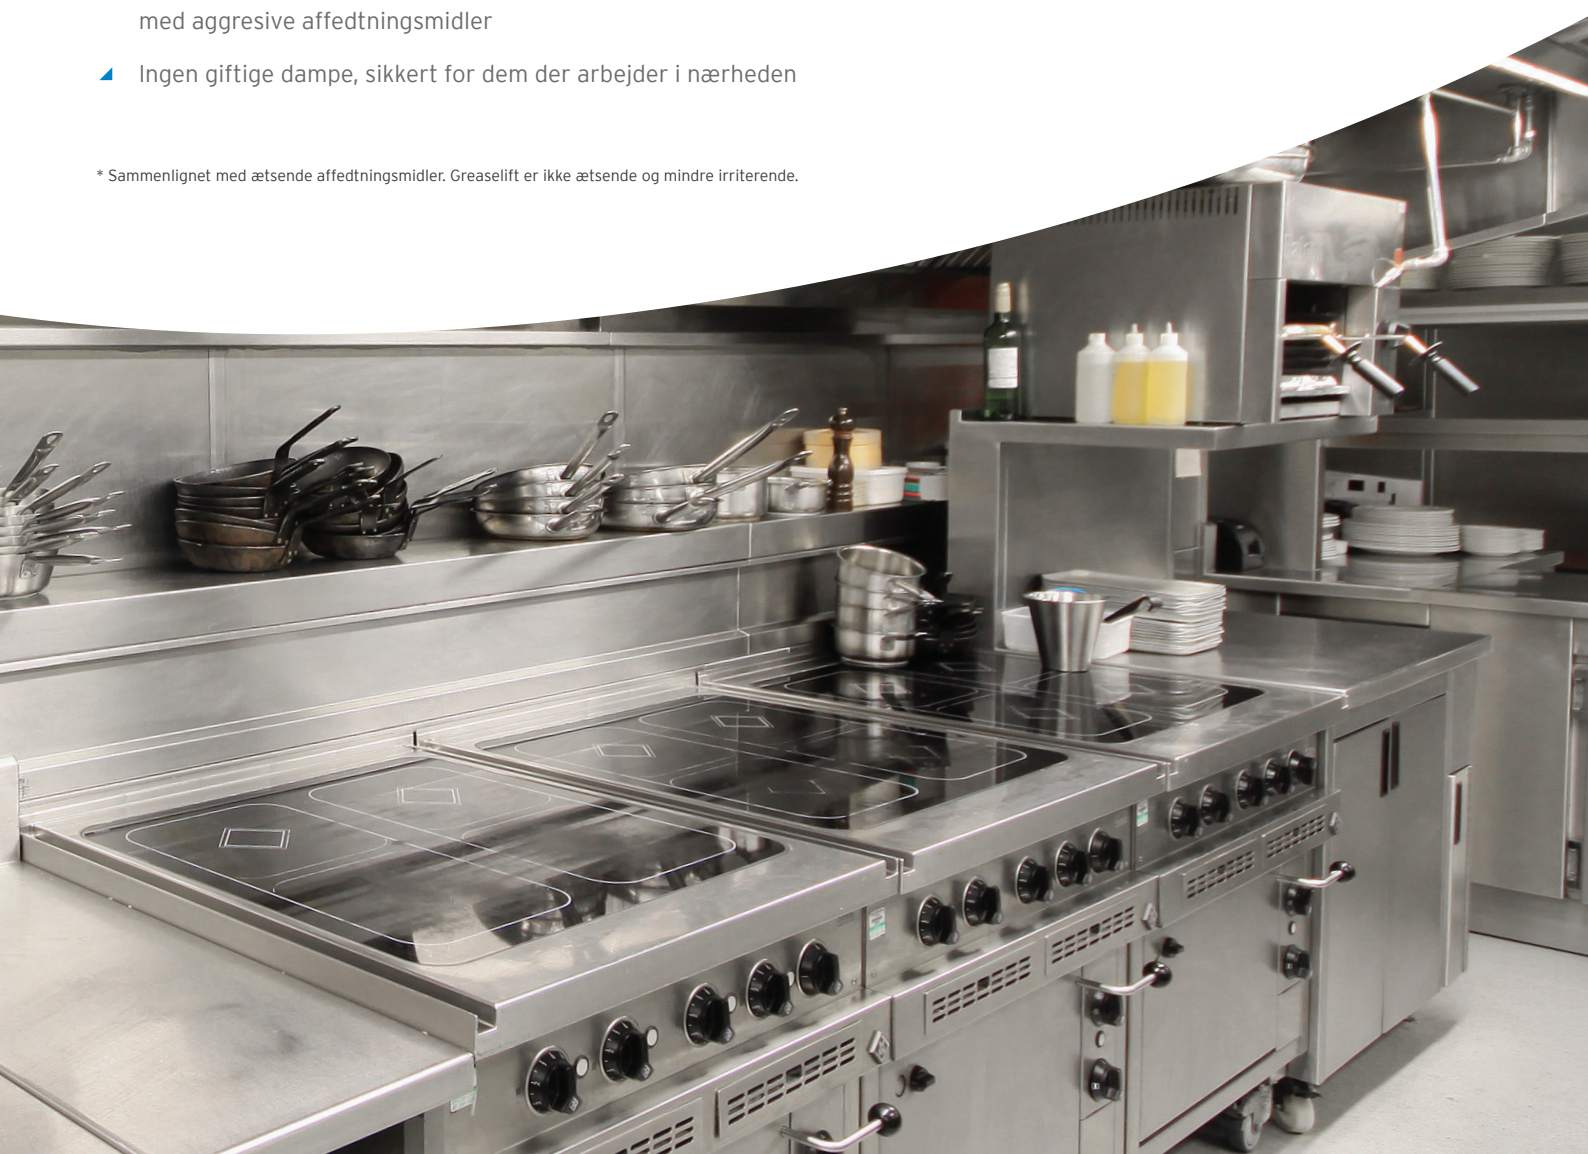 med aggresive affedtningsmidler
Ingen giftige dampe, sikkert for dem der arbejder i nærheden
* Sammenlignet med ætsende affedtningsmidler. Greaselift er ikke ætsende og mindre irriterende.